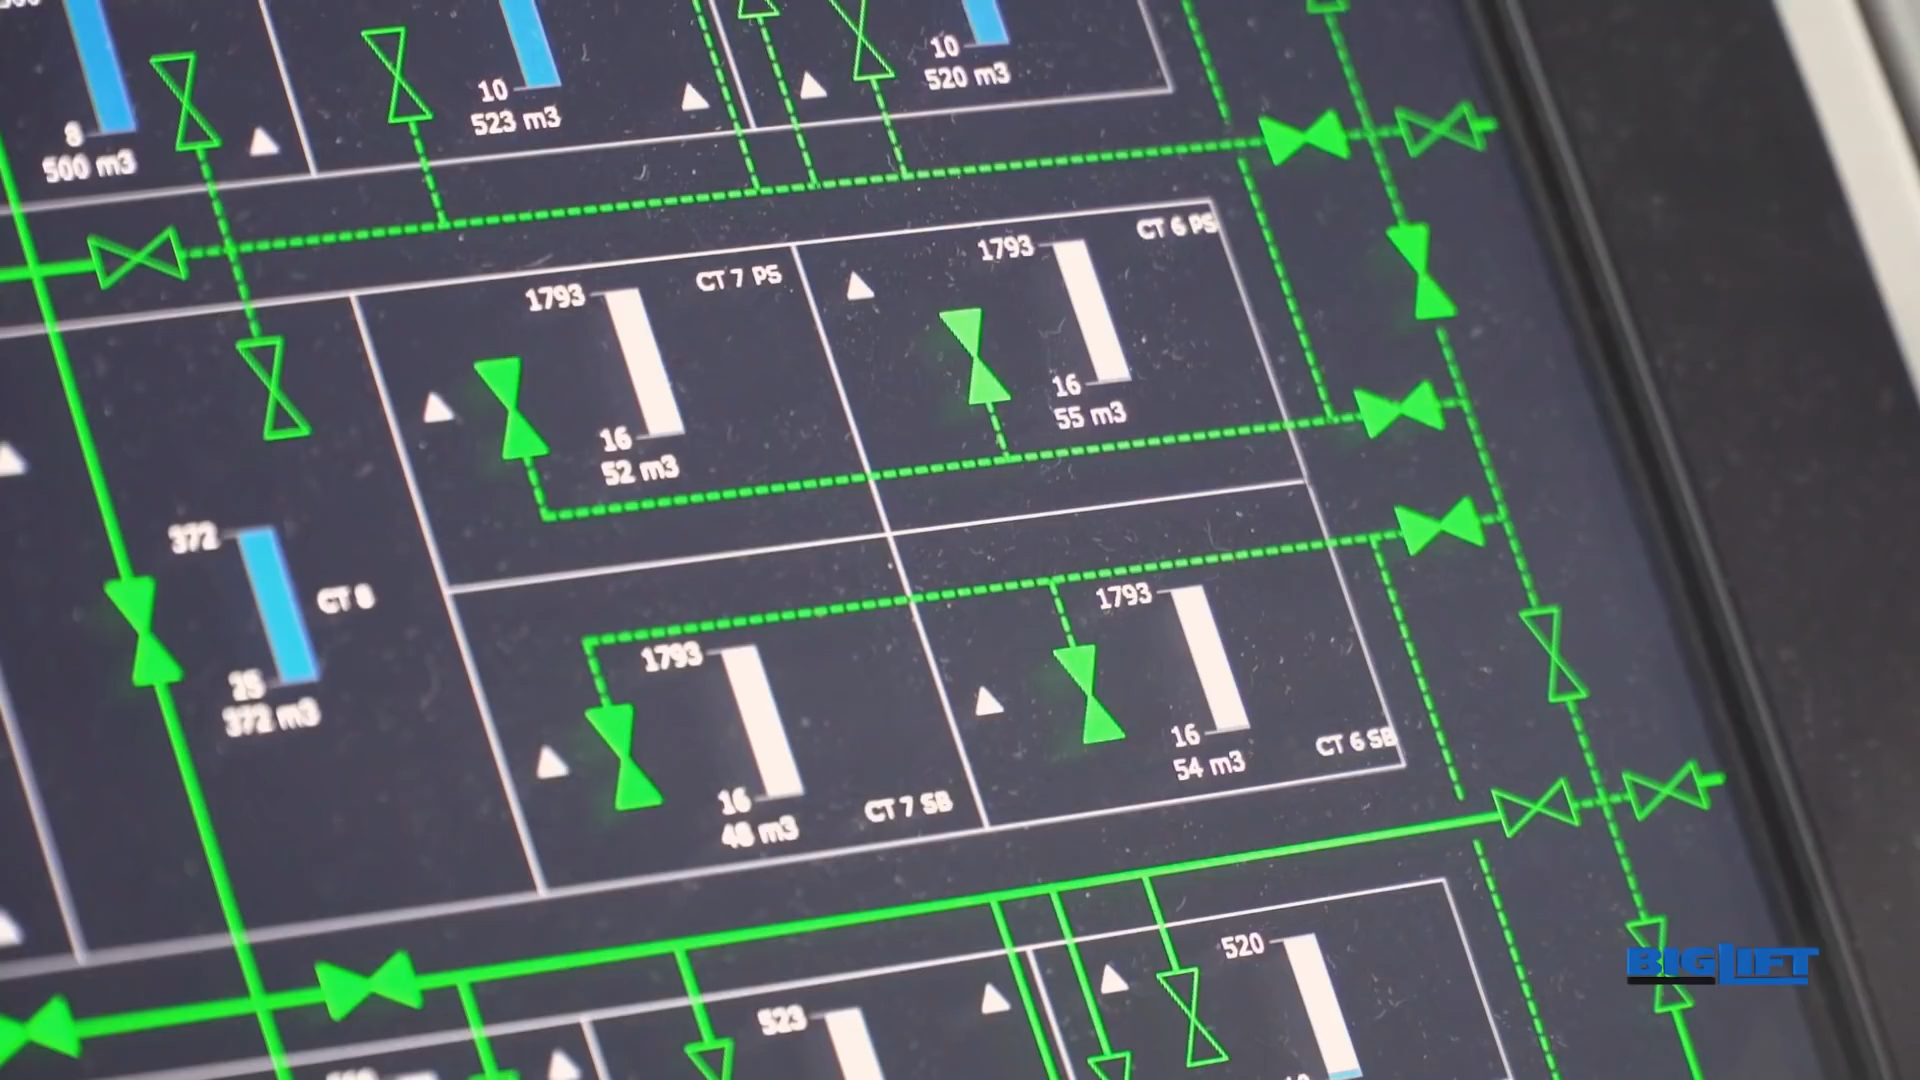 8
500 m3
10
523 m3
10
520 m3
1793
CT 7 PS
16
52 m3
1793
CT 6 PS
16
55 m3
372
CT 8
25
372 m3
1793
16
48 m3
CT 7 SB
1793
16
54 m3
CT 6 SB
523
520
BIGLIFT